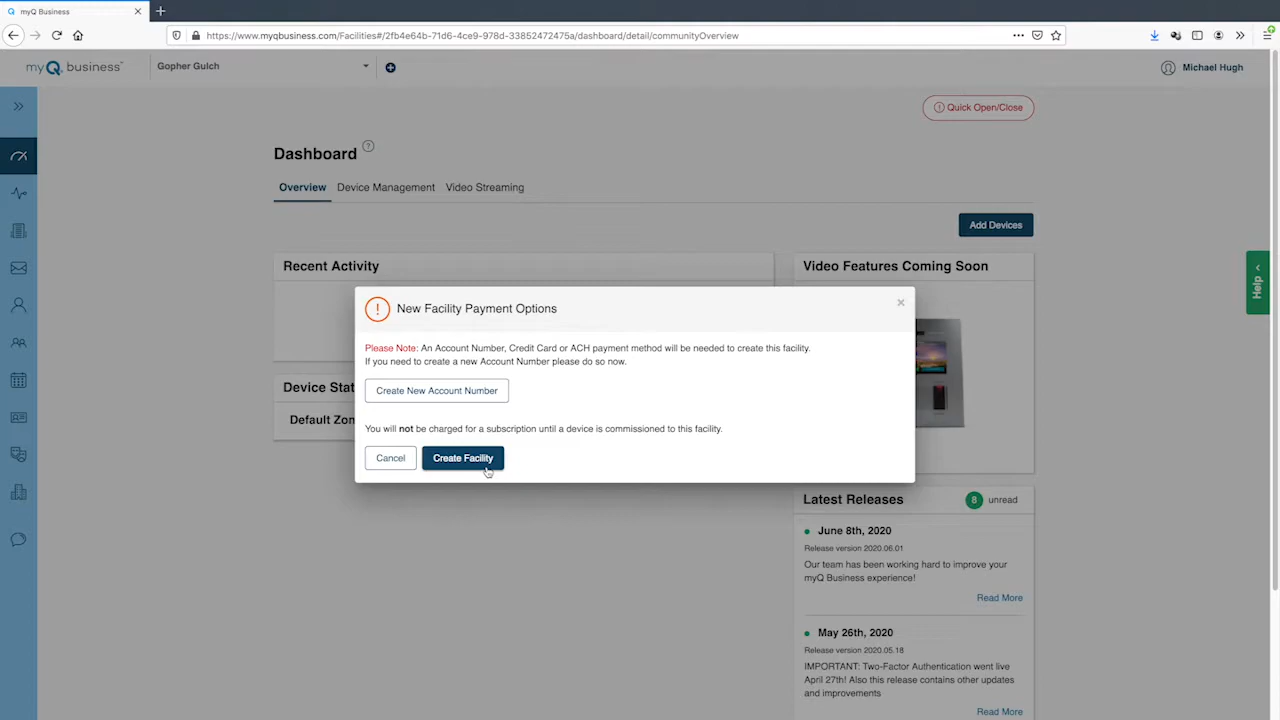 myQ Business
https://www.myqbusiness.com/Facilities#/2fb4e64b-71d6-4ce9-978d-33852472475a/dashboard/detail/communityOverview
myQ business
Gopher Gulch
Michael Hugh
Quick Open/Close
Dashboard
Overview
Device Management
Video Streaming
Add Devices
Recent Activity
Video Features Coming Soon
Help
New Facility Payment Options
Please Note: An Account Number, Credit Card or ACH payment method will be needed to create this facility.
If you need to create a new Account Number please do so now.
Create New Account Number
You will not be charged for a subscription until a device is commissioned to this facility.
Cancel
Create Facility
Device Stat
Default Zon
Latest Releases
8 unread
June 8th, 2020
Release version 2020.06.01
Our team has been working hard to improve your
myQ Business experience!
Read More
May 26th, 2020
Release version 2020.05.18
IMPORTANT: Two-Factor Authentication went live
April 27th! Also this release contains other updates
and improvements
Read More